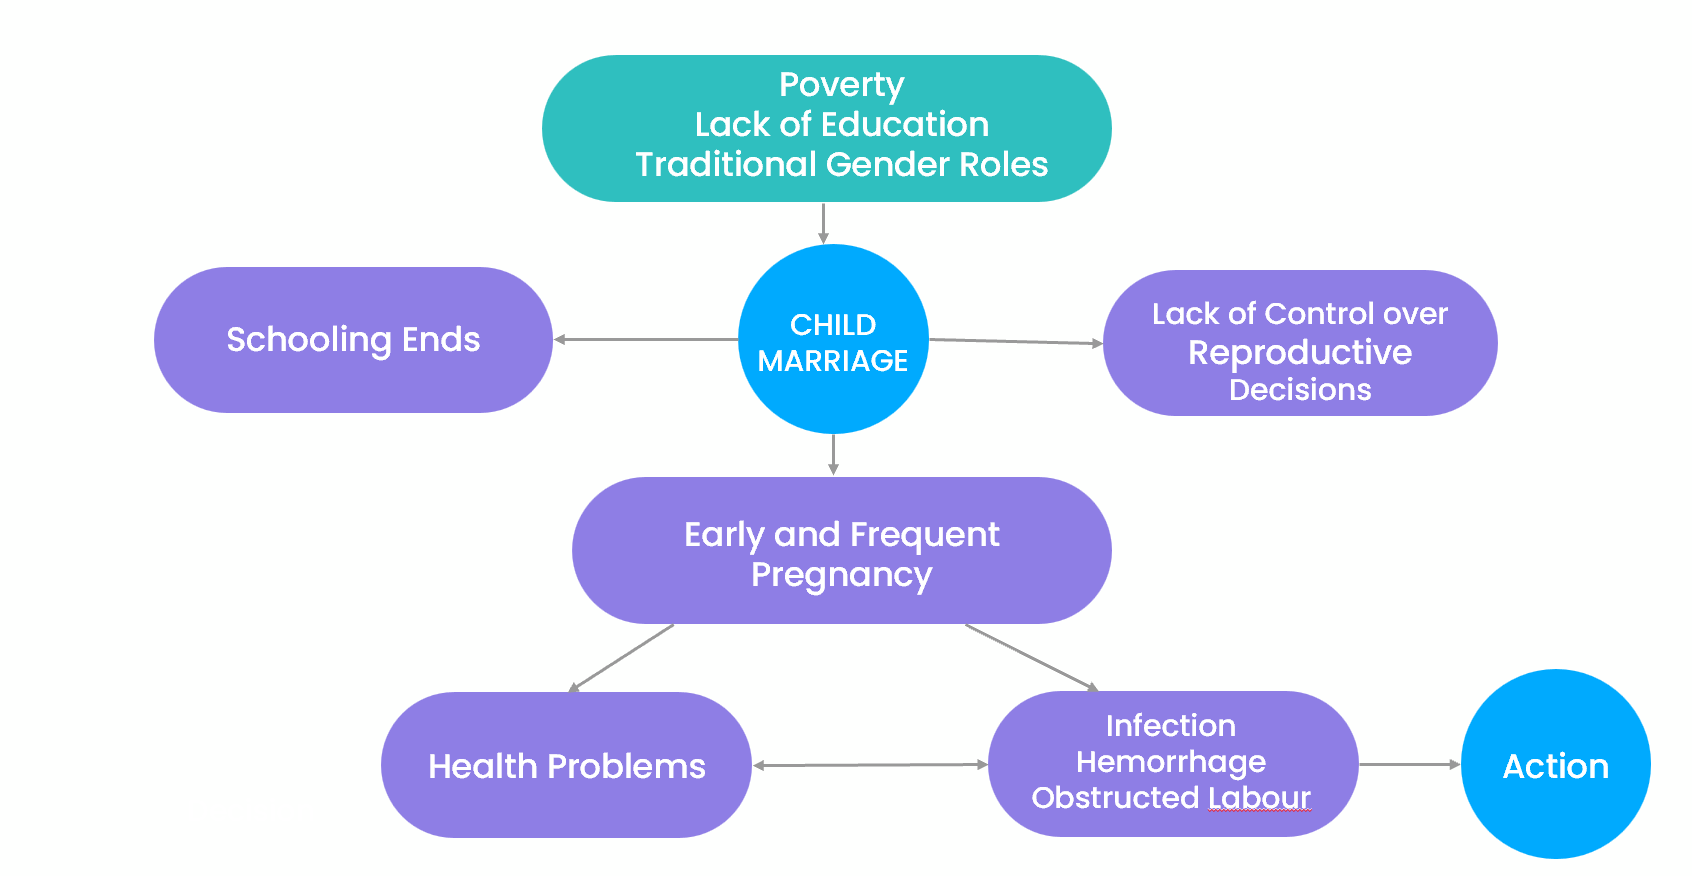 Poverty
Lack of Education
Traditional Gender Roles
Schooling Ends
CHILD
MARRIAGE
Lack of Control over
Reproductive
Decisions
Early and Frequent
Pregnancy
Health Problems
Infection
Hemorrhage
Obstructed Labour
Action